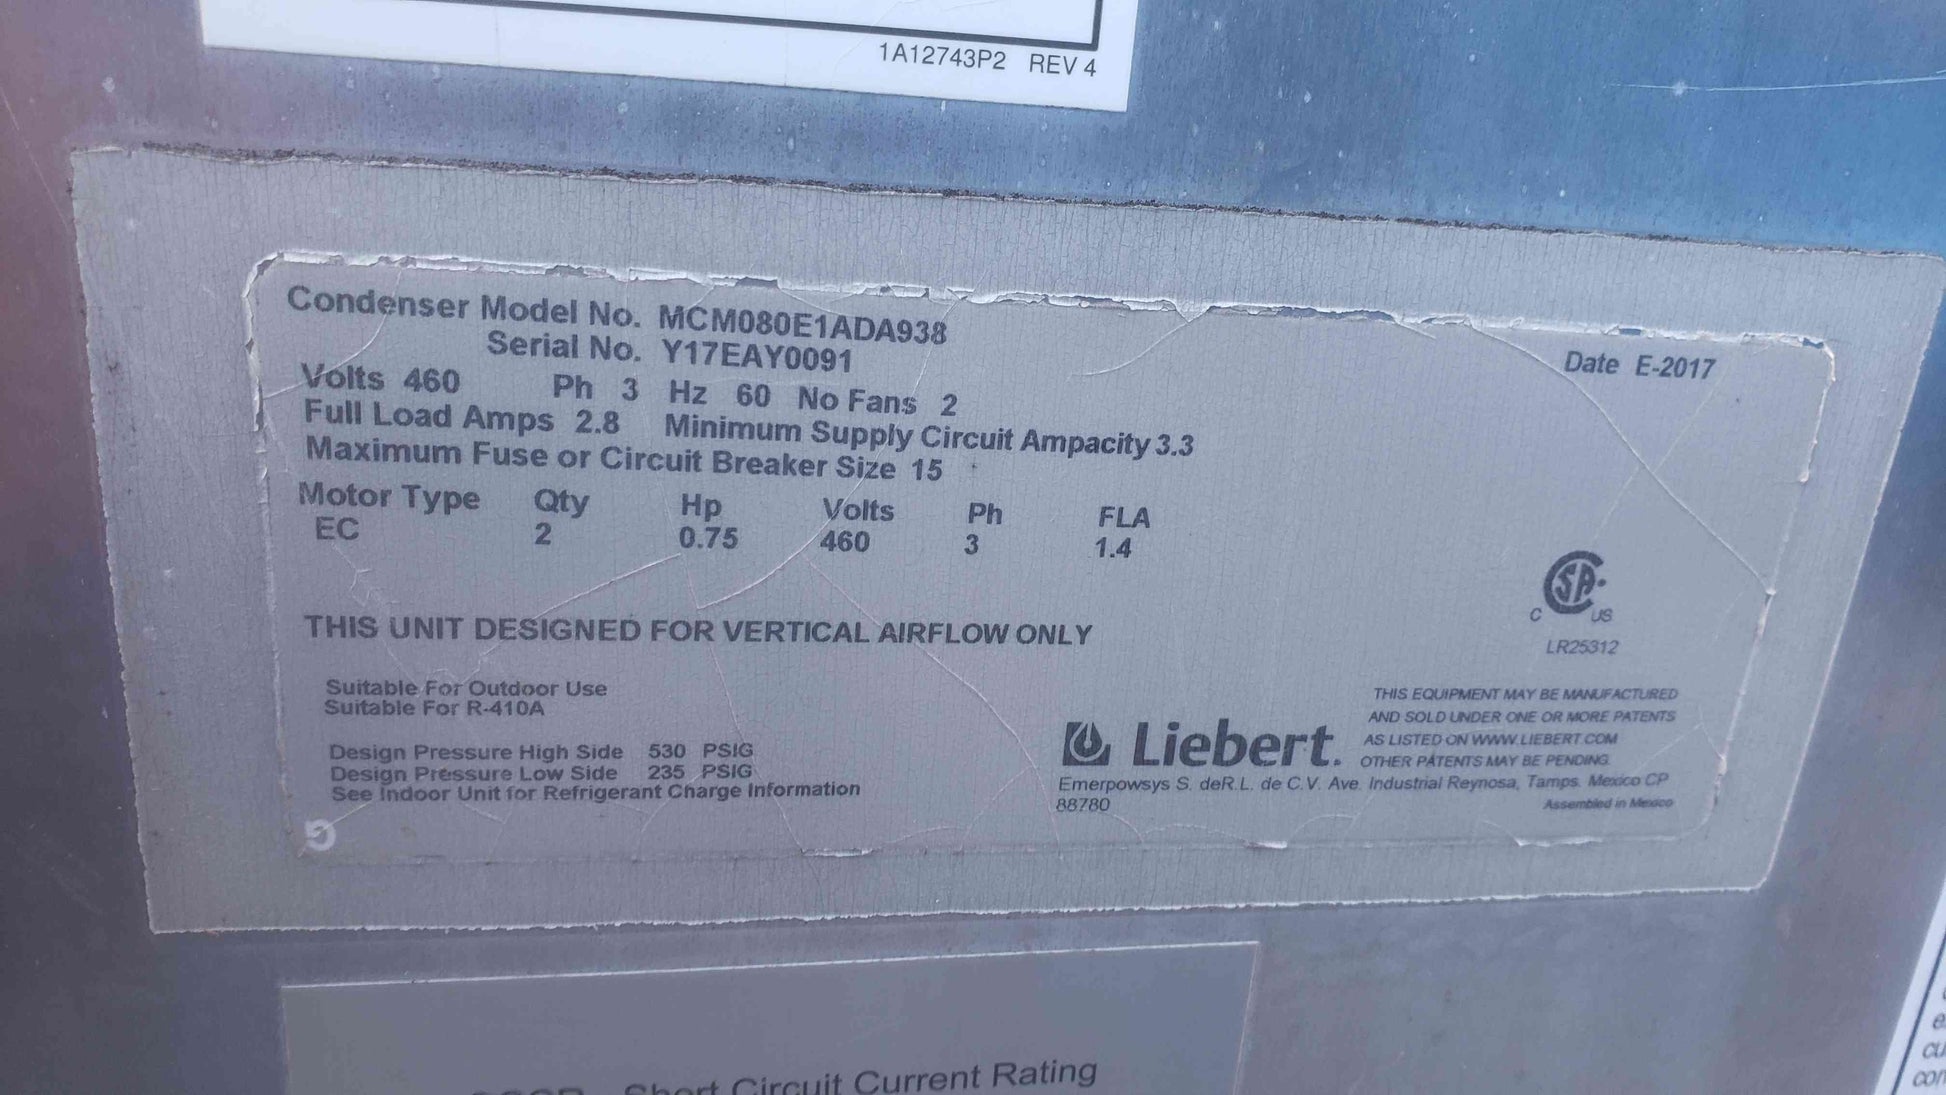 1A12743P2 REV 4
Condenser Model No. MCM080E1ADA938
Serial No. Y17EAY0091
Date E-2017
Volts 460 Ph 3 Hz 60 No Fans 2
Full Load Amps 2.8 Minimum Supply Circuit Ampacity 3.3
Maximum Fuse or Circuit Breaker Size 15
Motor Type Qty Hp Volts Ph FLA
EC 2 0.75 460 3 1.4
THIS UNIT DESIGNED FOR VERTICAL AIRFLOW ONLY
SA
C US
LR25312
Suitable For Outdoor Use
Suitable For R-410A
Design Pressure High Side 530 PSIG
Design Pressure Low Side 235 PSIG
See Indoor Unit for Refrigerant Charge Information
Liebert.
THIS EQUIPMENT MAY BE MANUFACTURED
AND SOLD UNDER ONE OR MORE PATENTS
AS LISTED ON WWW.LIEBERT.COM
OTHER PATENTS MAY BE PENDING.
Emerpowsys S. deR.L. de C.V. Ave. Industrial Reynosa, Tamps. Mexico CP
88780
Assembled in Mexico
G
Short Circuit Current Rating